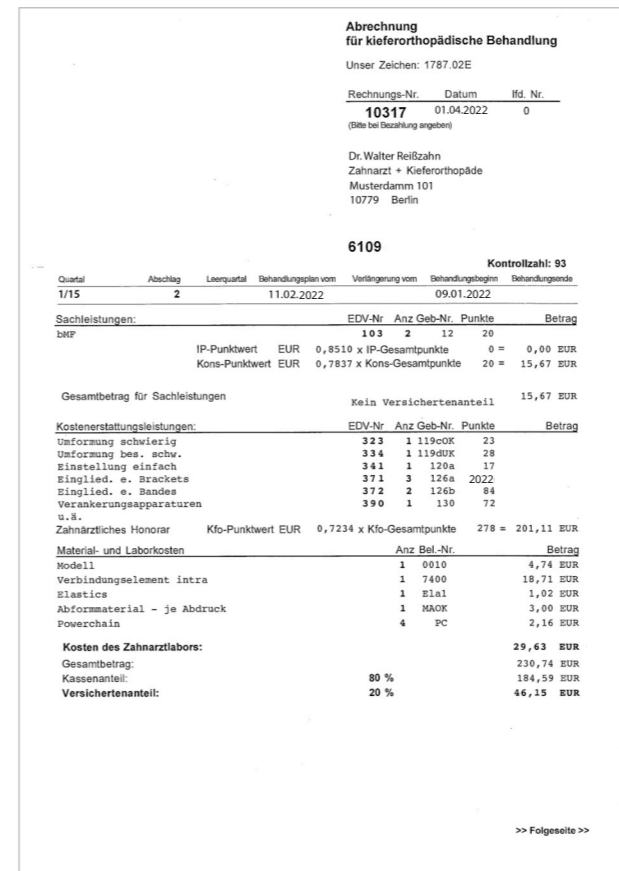 Abrechnung
für kieferorthopädische Behandlung
Unser Zeichen: 1787.02E
Rechnungs-Nr. Datum lfd. Nr.
10317 01.04.2022 0
(Bitte bei Bezahlung angeben)
Dr. Walter Reißzahn
Zahnarzt + Kieferorthopäde
Musterdamm 101
10779 Berlin
6109
Kontrollzahl: 93
Quartal Abschlag Leerquartal Behandlungsplan vom Verlängerung vom Behandlungsbeginn Behandlungsende
1/15 2 11.02.2022 09.01.2022
Sachleistungen: EDV-Nr Anz Geb-Nr. Punkte Betrag
bMF 103 2 12 20
IP-Punktwert EUR 0,8510 x IP-Gesamtpunkte 0 = 0,00 EUR
Kons-Punktwert EUR 0,7837 x Kons-Gesamtpunkte 20 = 15,67 EUR
Gesamtbetrag für Sachleistungen Kein Versichertenanteil 15,67 EUR
Kostenerstattungsleistungen: EDV-Nr Anz Geb-Nr. Punkte Betrag
Umformung schwierig 323 1 119cOK 23
Umformung bes. schw. 334 1 119dUK 28
Einstellung einfach 341 1 120a 17
Einglied. e. Brackets 371 3 126a 2022
Einglied. e. Bandes 372 2 126b 84
Verankerungsapparaturen 390 1 130 72
u.ä.
Zahnärztliches Honorar Kfo-Punktwert EUR 0,7234 x Kfo-Gesamtpunkte 278 = 201,11 EUR
Material- und Laborkosten Anz Bel.-Nr. Betrag
Modell 1 0010 4,74 EUR
Verbindungselement intra 1 7400 18,71 EUR
Elastics 1 Ela1 1,02 EUR
Abformmaterial - je Abdruck 1 MAOK 3,00 EUR
Powerchain 4 PC 2,16 EUR
Kosten des Zahnarztlabors: 29,63 EUR
Gesamtbetrag: 230,74 EUR
Kassenanteil: 80 % 184,59 EUR
Versichertenanteil: 20 % 46,15 EUR
>> Folgeseite >>